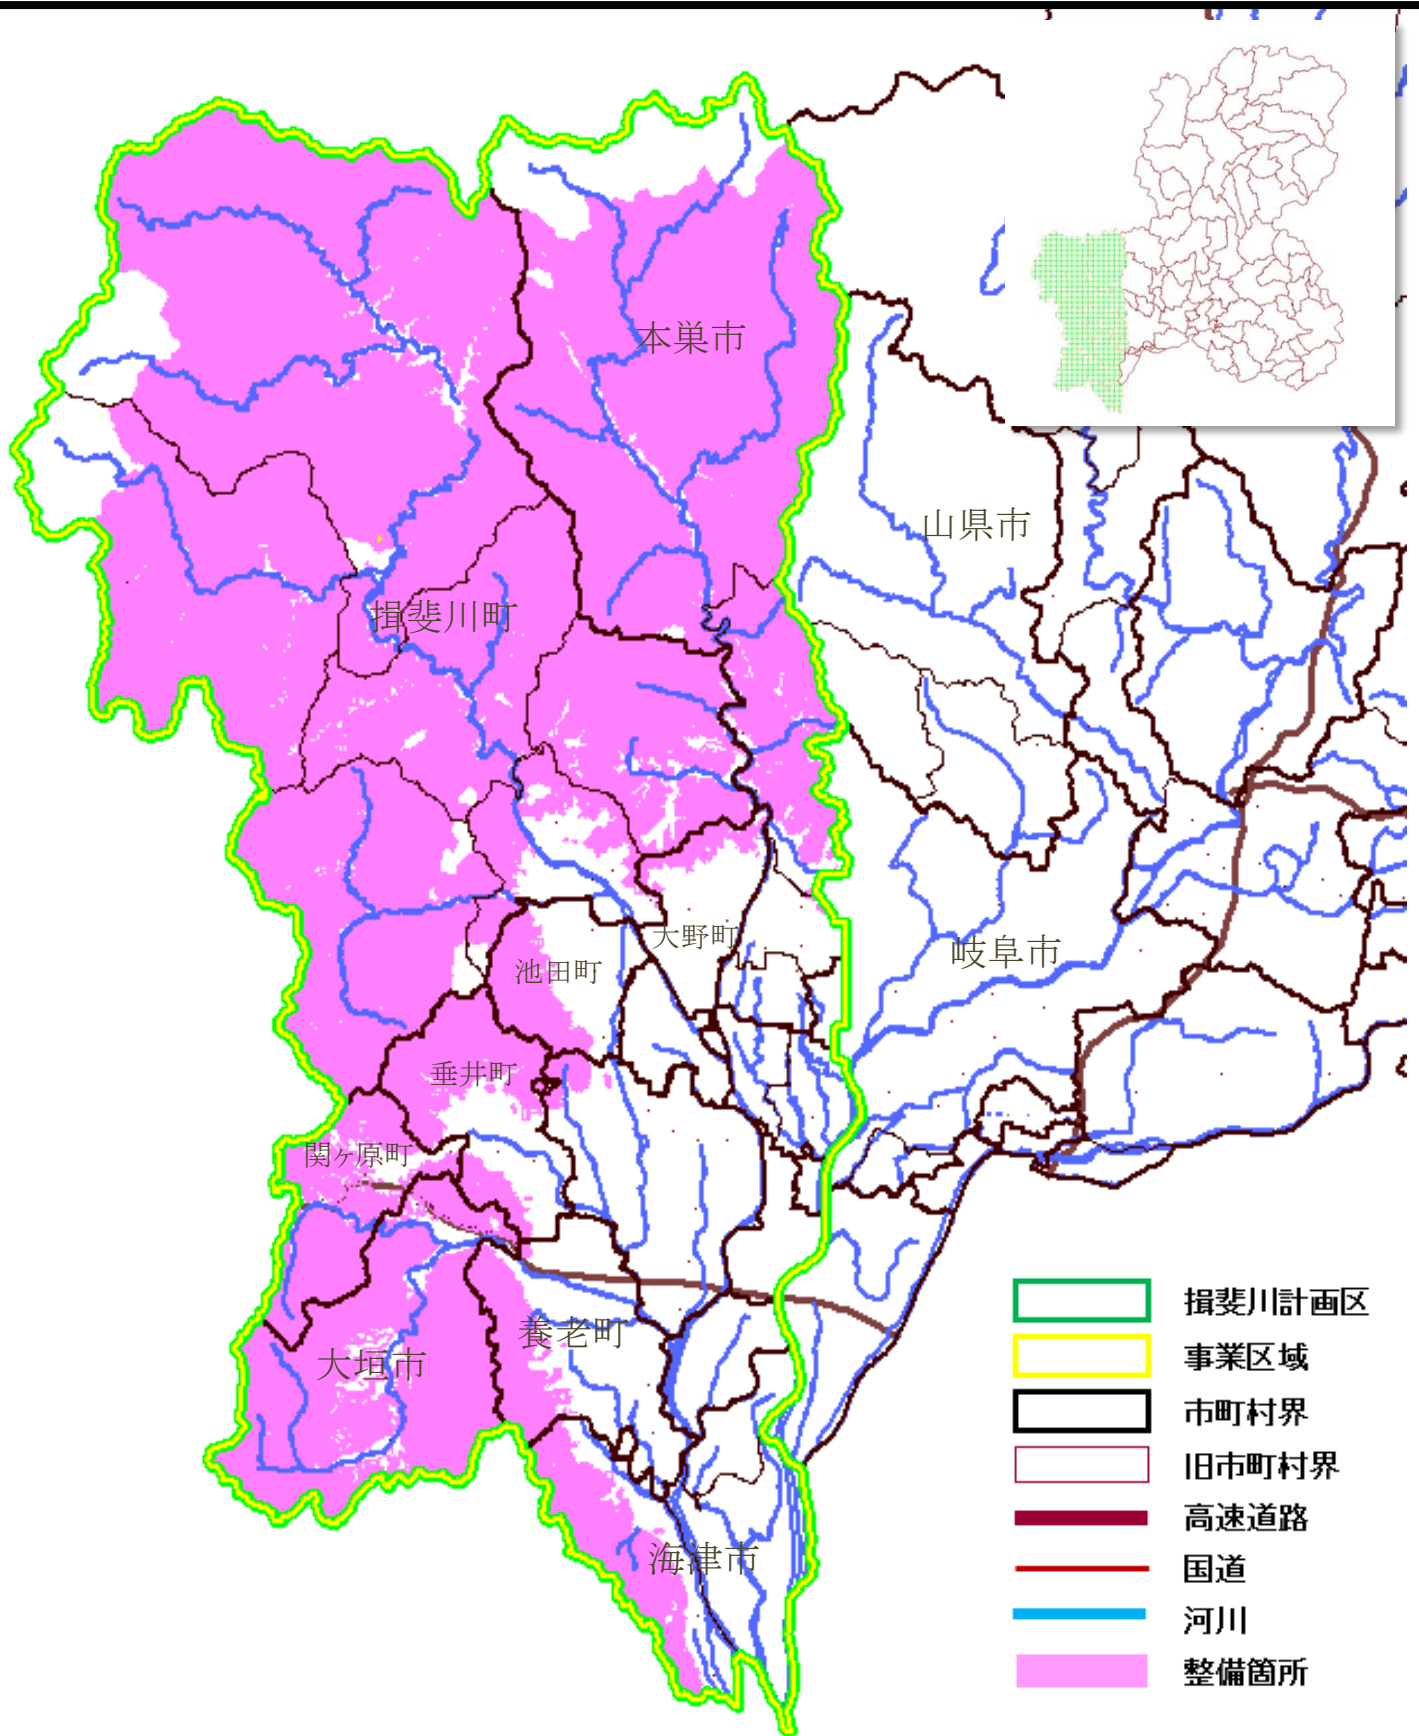 本巣市
山県市
揖斐川町
大野町
岐阜市
池田町
垂井町
関ヶ原町
養老町
大垣市
海津市
揖斐川計画区
事業区域
市町村界
旧市町村界
高速道路
国道
河川
整備箇所